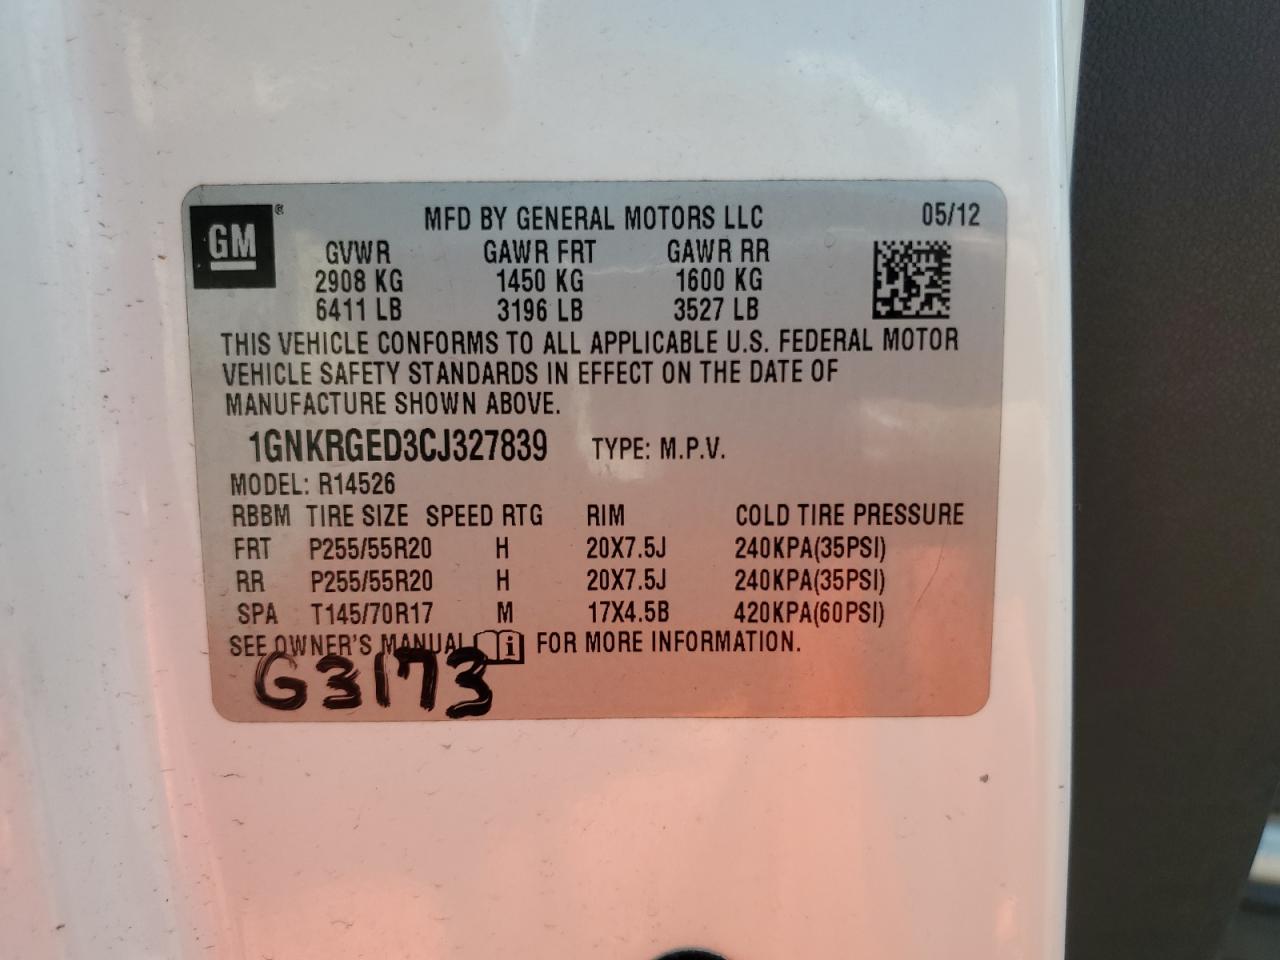 GM ® MFD BY GENERAL MOTORS LLC 05/12
GVWR GAWR FRT GAWR RR
2908 KG 1450 KG 1600 KG
6411 LB 3196 LB 3527 LB
THIS VEHICLE CONFORMS TO ALL APPLICABLE U.S. FEDERAL MOTOR
VEHICLE SAFETY STANDARDS IN EFFECT ON THE DATE OF
MANUFACTURE SHOWN ABOVE.
1GNKRGED3CJ327839 TYPE: M.P.V.
MODEL: R14526
RBBM TIRE SIZE SPEED RTG RIM COLD TIRE PRESSURE
FRT P255/55R20 H 20X7.5J 240KPA(35PSI)
RR P255/55R20 H 20X7.5J 240KPA(35PSI)
SPA T145/70R17 M 17X4.5B 420KPA(60PSI)
SEE OWNER'S MANUAL i FOR MORE INFORMATION.
G3173